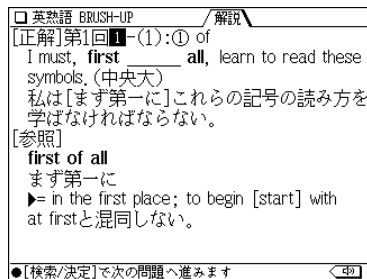 英熟語 BRUSH-UP 解説
[正解]第1回1-(1):① of
I must, first ______ all, learn to read these
symbols. (中央大)
私は[まず第一に]これらの記号の読み方を
学ばなければならない。
[参照]
first of all
まず第一に
▶= in the first place; to begin [start] with
at firstと混同しない。
●[検索/決定]で次の問題へ進みます